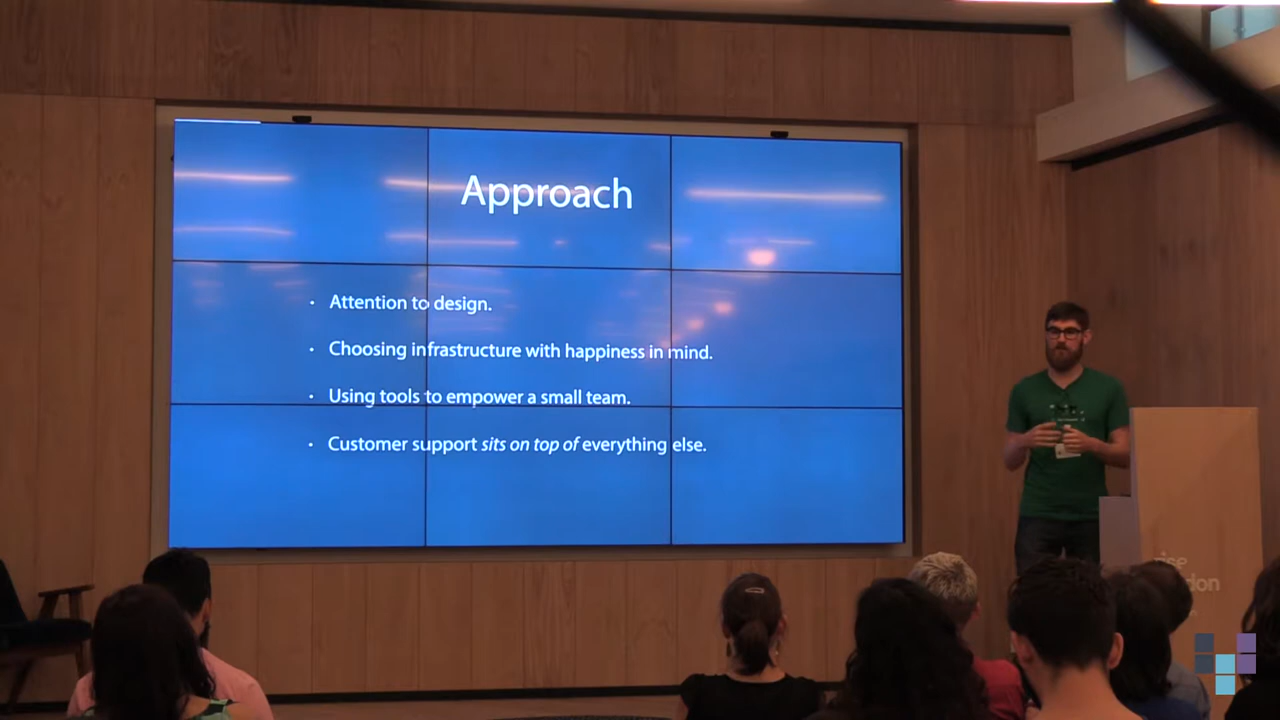 Approach
· Attention to design.
· Choosing infrastructure with happiness in mind.
· Using tools to empower a small team.
· Customer support sits on top of everything else.